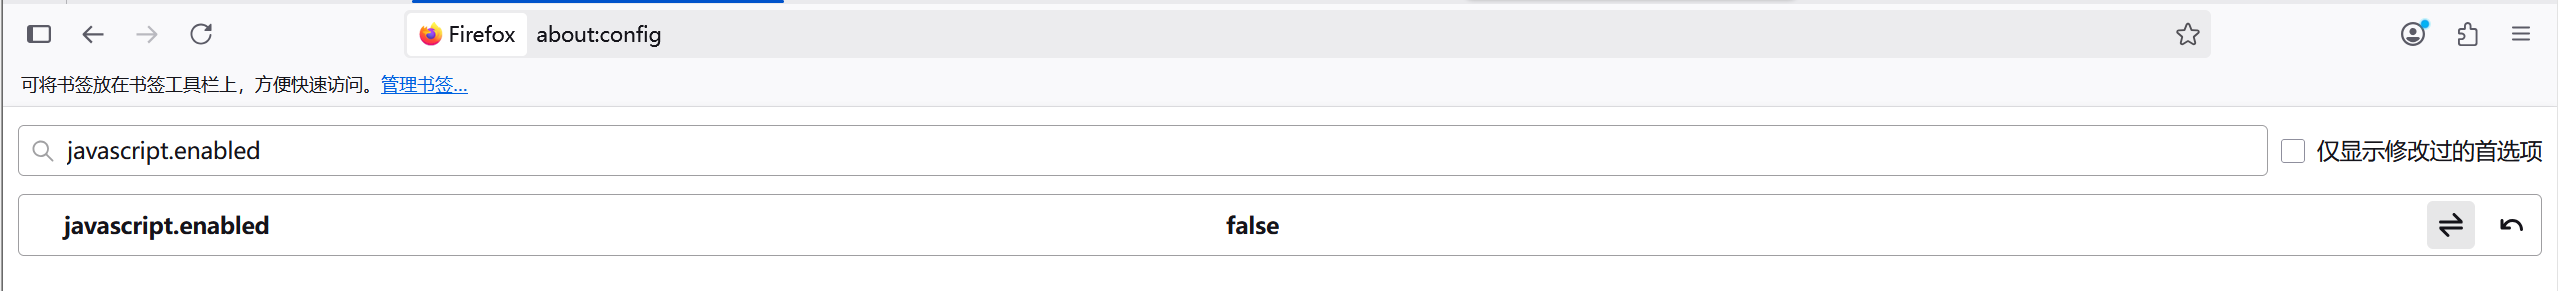 Firefox about:config
可将书签放在书签工具栏上，方便快速访问。管理书签...
javascript.enabled 仅显示修改过的首选项
javascript.enabled false